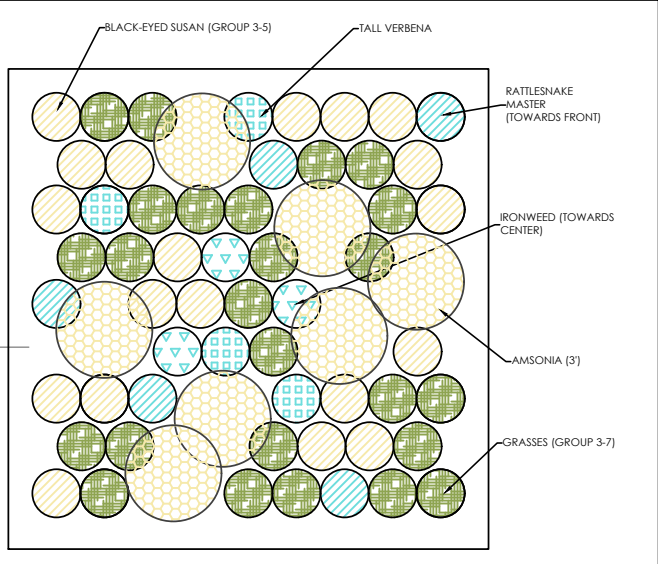 BLACK-EYED SUSAN (GROUP 3-5)
TALL VERBENA
RATTLESNAKE
MASTER
(TOWARDS FRONT)
IRONWEED (TOWARDS
CENTER)
AMSONIA (3')
GRASSES (GROUP 3-7)